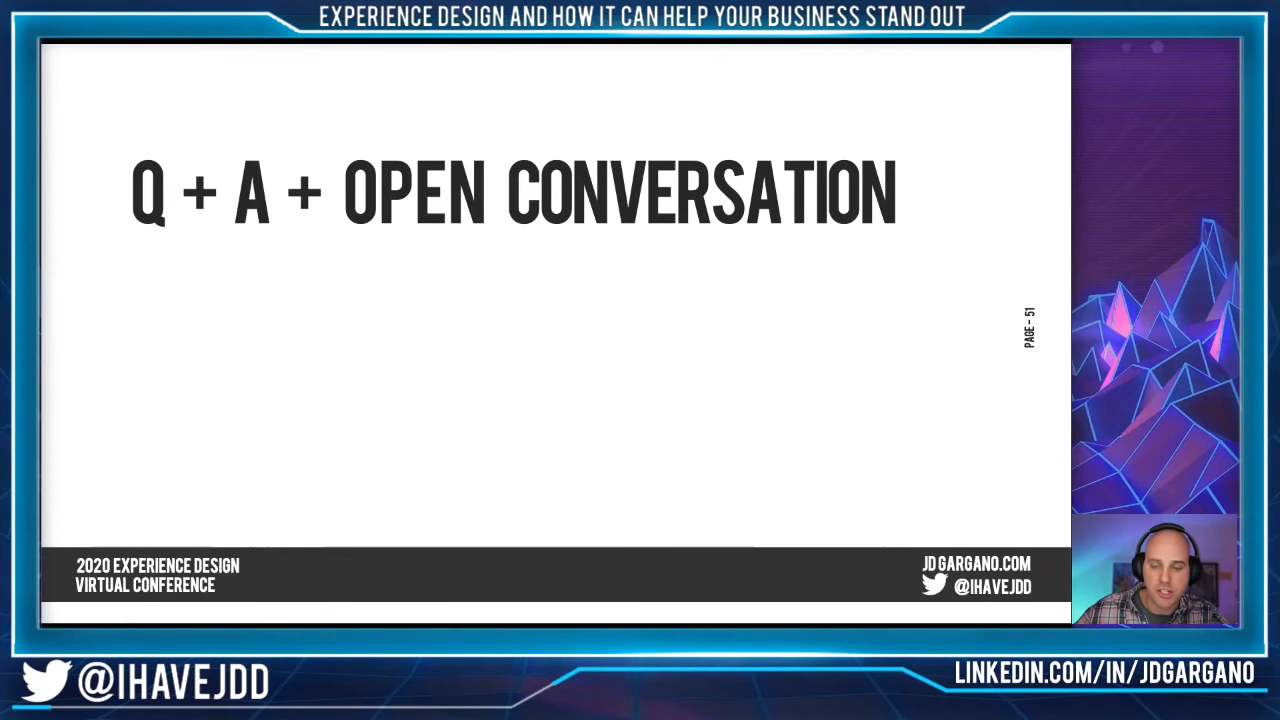 EXPERIENCE DESIGN AND HOW IT CAN HELP YOUR BUSINESS STAND OUT
Q + A + OPEN CONVERSATION
PAGE - 51
2020 EXPERIENCE DESIGN
VIRTUAL CONFERENCE
JDGARGANO.COM
@IHAVEJDD
@IHAVEJDD
LINKEDIN.COM/IN/JDGARGANO